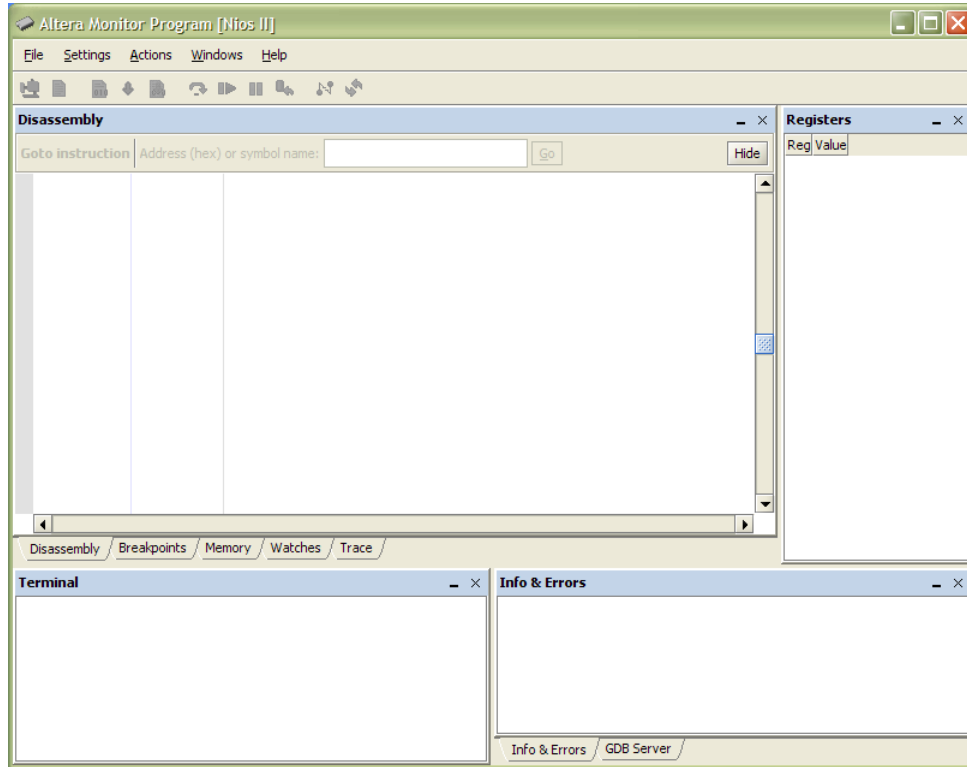 Altera Monitor Program [Nios II]
File Settings Actions Windows Help
Disassembly
Goto instruction Address (hex) or symbol name: Go Hide
Disassembly Breakpoints Memory Watches Trace
Registers
Reg Value
Terminal
Info & Errors
Info & Errors GDB Server